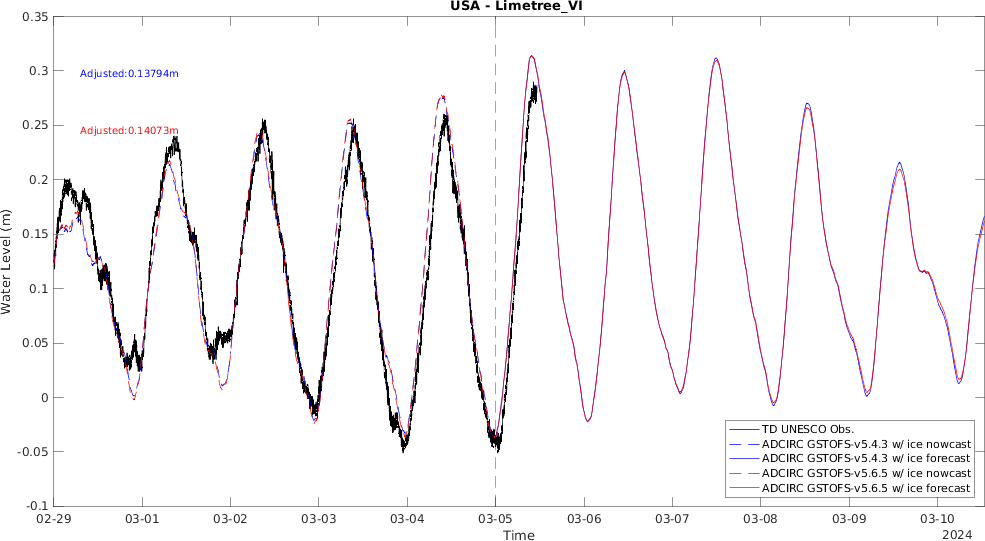 USA - Limetree_VI
0.35
0.3
0.25
0.2
0.15
0.1
0.05
0
-0.05
-0.1
Water Level (m)
Adjusted:0.13794m
Adjusted:0.14073m
TD UNESCO Obs.
ADCIRC GSTOFS-v5.4.3 w/ ice nowcast
ADCIRC GSTOFS-v5.4.3 w/ ice forecast
ADCIRC GSTOFS-v5.6.5 w/ ice nowcast
ADCIRC GSTOFS-v5.6.5 w/ ice forecast
02-29 03-01 03-02 03-03 03-04 03-05 03-06 03-07 03-08 03-09 03-10
Time
2024